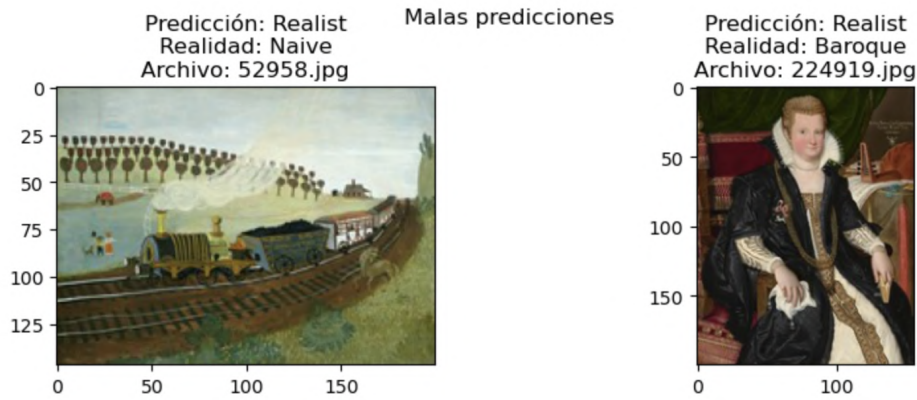 Malas predicciones
Predicción: Realist
Realidad: Naive
Archivo: 52958.jpg
0
25
50
75
100
125
0
50
100
150
Predicción: Realist
Realidad: Baroque
Archivo: 224919.jpg
0
50
100
150
0
100